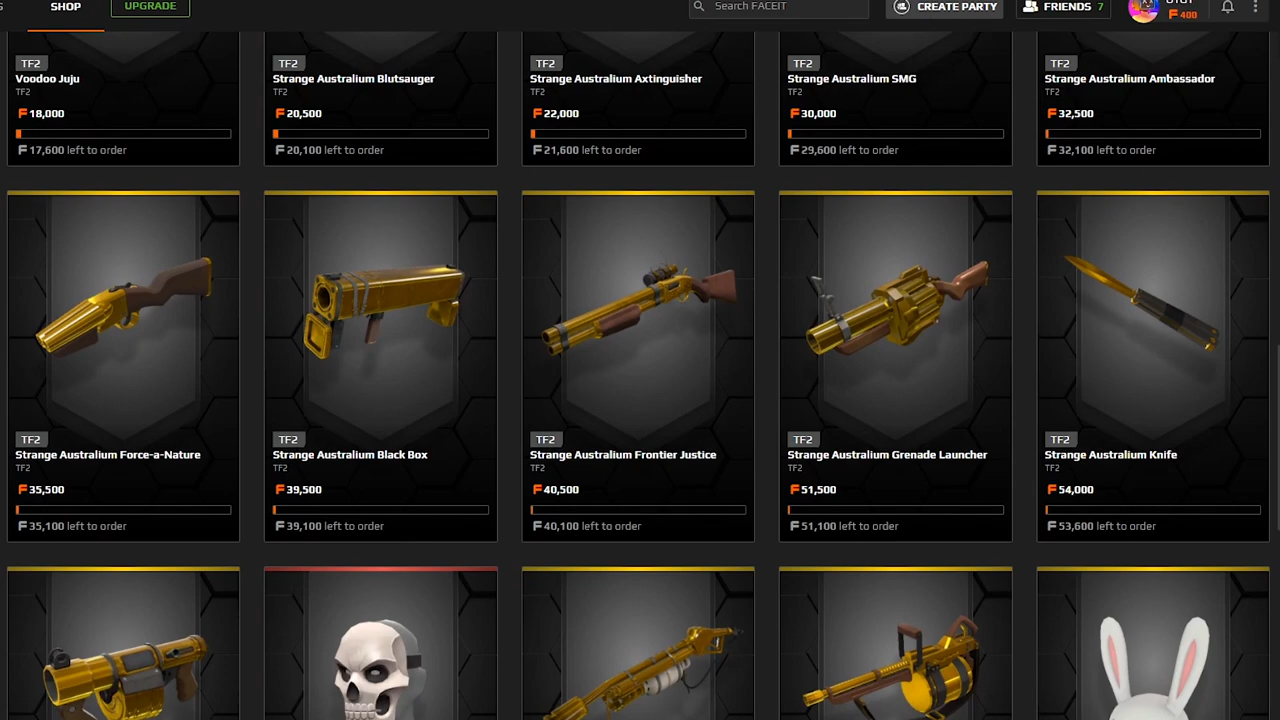 SHOP
UPGRADE
Search FACEIT
CREATE PARTY
FRIENDS 7
400
TF2
Voodoo Juju
TF2
18,000
17,600 left to order
TF2
Strange Australium Blutsauger
TF2
20,500
20,100 left to order
TF2
Strange Australium Axtinguisher
TF2
22,000
21,600 left to order
TF2
Strange Australium SMG
TF2
30,000
29,600 left to order
TF2
Strange Australium Ambassador
TF2
32,500
32,100 left to order
TF2
Strange Australium Force-a-Nature
TF2
35,500
35,100 left to order
TF2
Strange Australium Black Box
TF2
39,500
39,100 left to order
TF2
Strange Australium Frontier Justice
TF2
40,500
40,100 left to order
TF2
Strange Australium Grenade Launcher
TF2
51,500
51,100 left to order
TF2
Strange Australium Knife
TF2
54,000
53,600 left to order